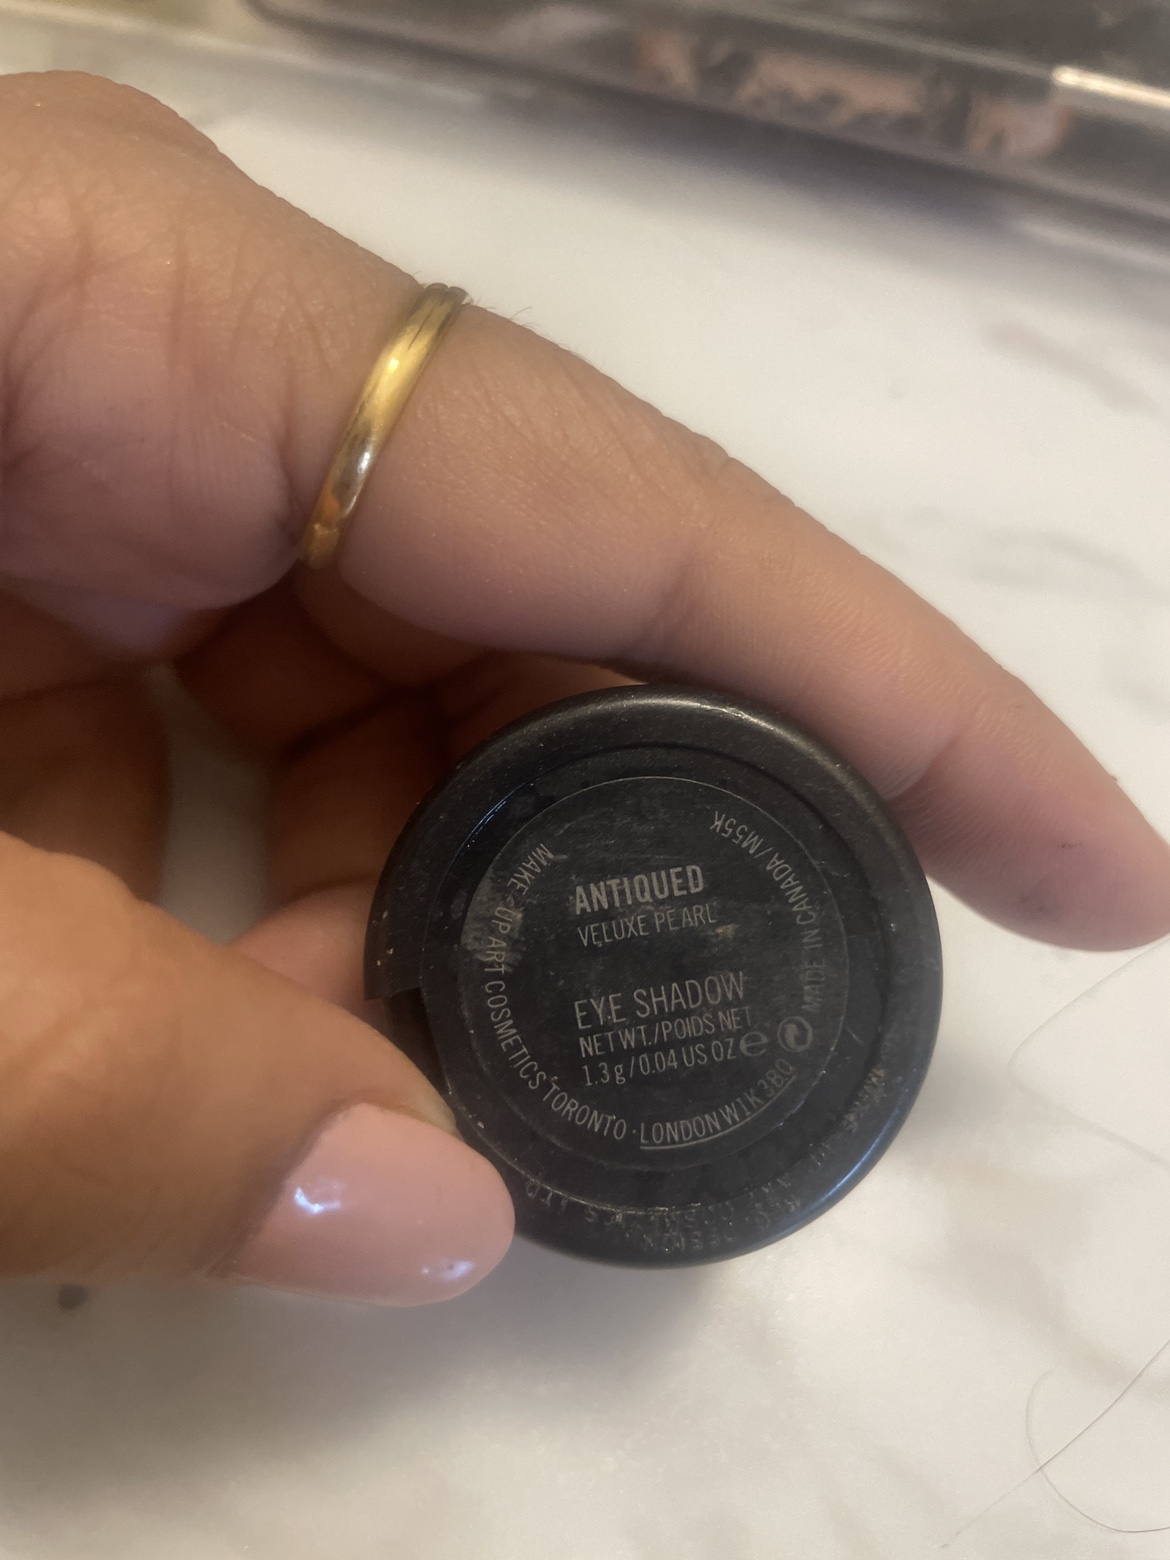 ANTIQUED
VELUXE PEARL
EYE SHADOW
NET WT./POIDS NET
1.3 g/0.04 US OZ e
MAKE-UP ART COSMETICS TORONTO · LONDON W1K 3BQ
MADE IN CANADA/M55K